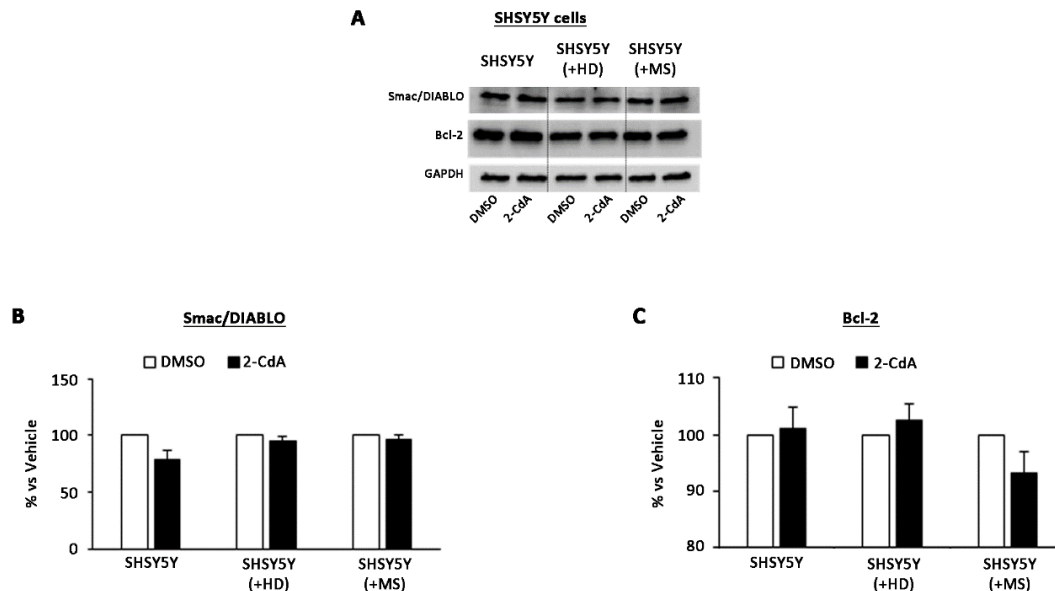 A
SHSY5Y cells
SHSY5Y
SHSY5Y
(+HD)
SHSY5Y
(+MS)
Smac/DIABLO
Bcl-2
GAPDH
DMSO
2-CdA
DMSO
2-CdA
DMSO
2-CdA
B
Smac/DIABLO
DMSO
2-CdA
% vs Vehicle
150
100
50
0
SHSY5Y
SHSY5Y
(+HD)
SHSY5Y
(+MS)
C
Bcl-2
DMSO
2-CdA
% vs Vehicle
110
100
90
80
SHSY5Y
SHSY5Y
(+HD)
SHSY5Y
(+MS)